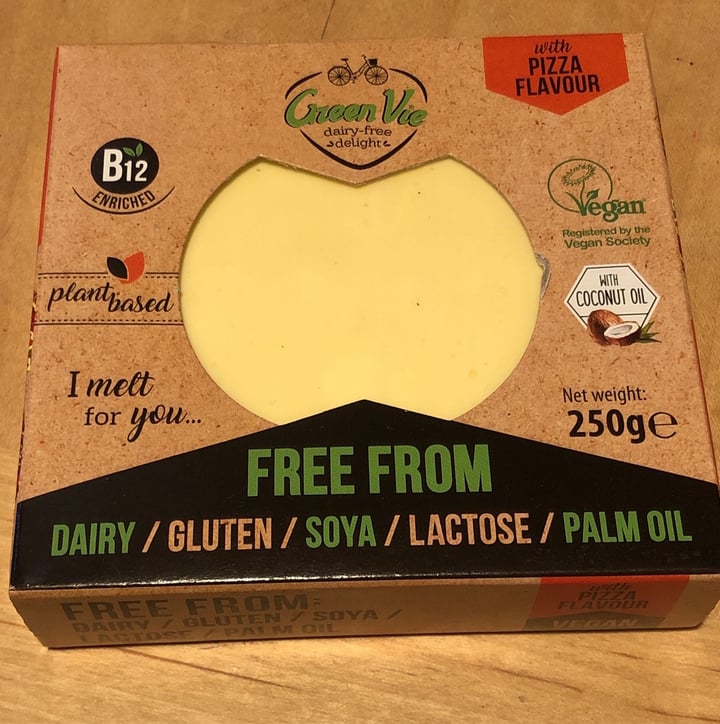 with
PIZZA
FLAVOUR
Green Vie
dairy-free
delight
B12
ENRICHED
Vegan
Registered by the
Vegan Society
plant based
WITH
COCONUT OIL
I melt
for you...
Net weight:
250g℮
FREE FROM
DAIRY / GLUTEN / SOYA / LACTOSE / PALM OIL
FREE FROM:
DAIRY / GLUTEN / SOYA /
LACTOSE / PALM OIL
with
PIZZA
FLAVOUR
VEGAN